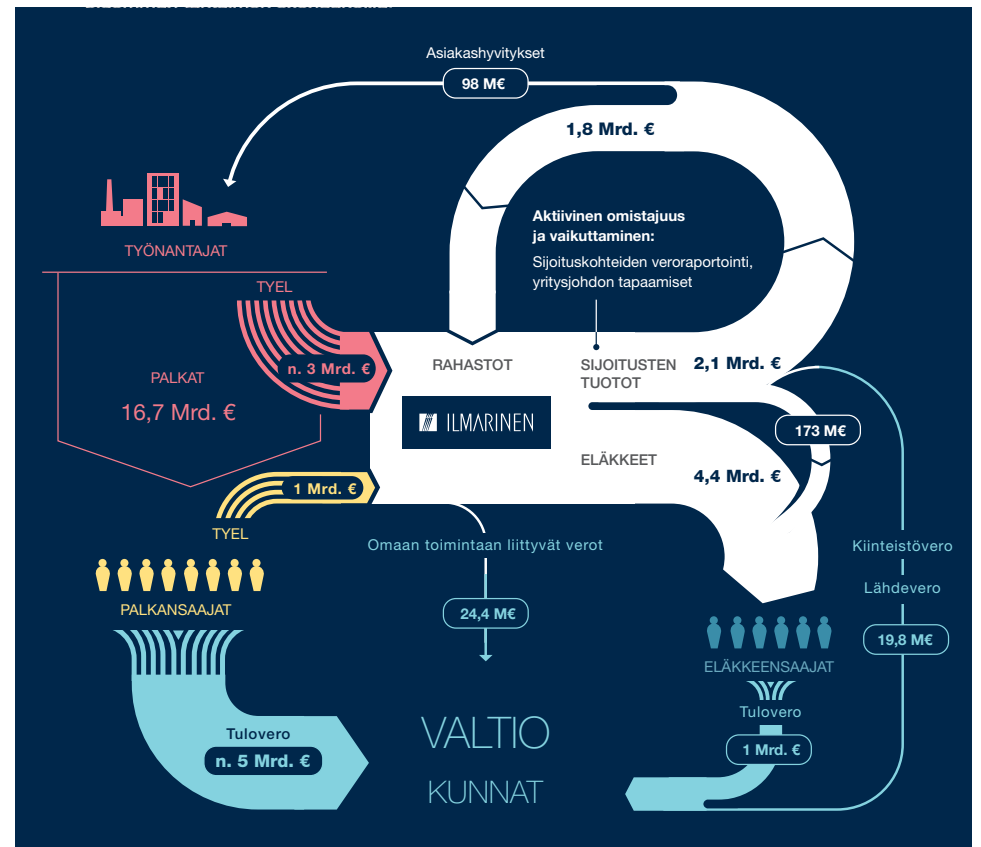 Asiakashyvitykset
98 M€
1,8 Mrd. €
Aktiivinen omistajuus
ja vaikuttaminen:
Sijoituskohteiden veroraportointi,
yritysjohdon tapaamiset
TYÖNANTAJAT
TYEL
n. 3 Mrd. €
PALKAT
16,7 Mrd. €
RAHASTOT
SIJOITUSTEN
TUOTOT
2,1 Mrd. €
ILMARINEN
173 M€
ELÄKKEET
4,4 Mrd. €
1 Mrd. €
TYEL
Omaan toimintaan liittyvät verot
Kiinteistövero
Lähdevero
PALKANSAAJAT
24,4 M€
19,8 M€
ELÄKKEENSAAJAT
Tulovero
1 Mrd. €
Tulovero
n. 5 Mrd. €
VALTIO
KUNNAT